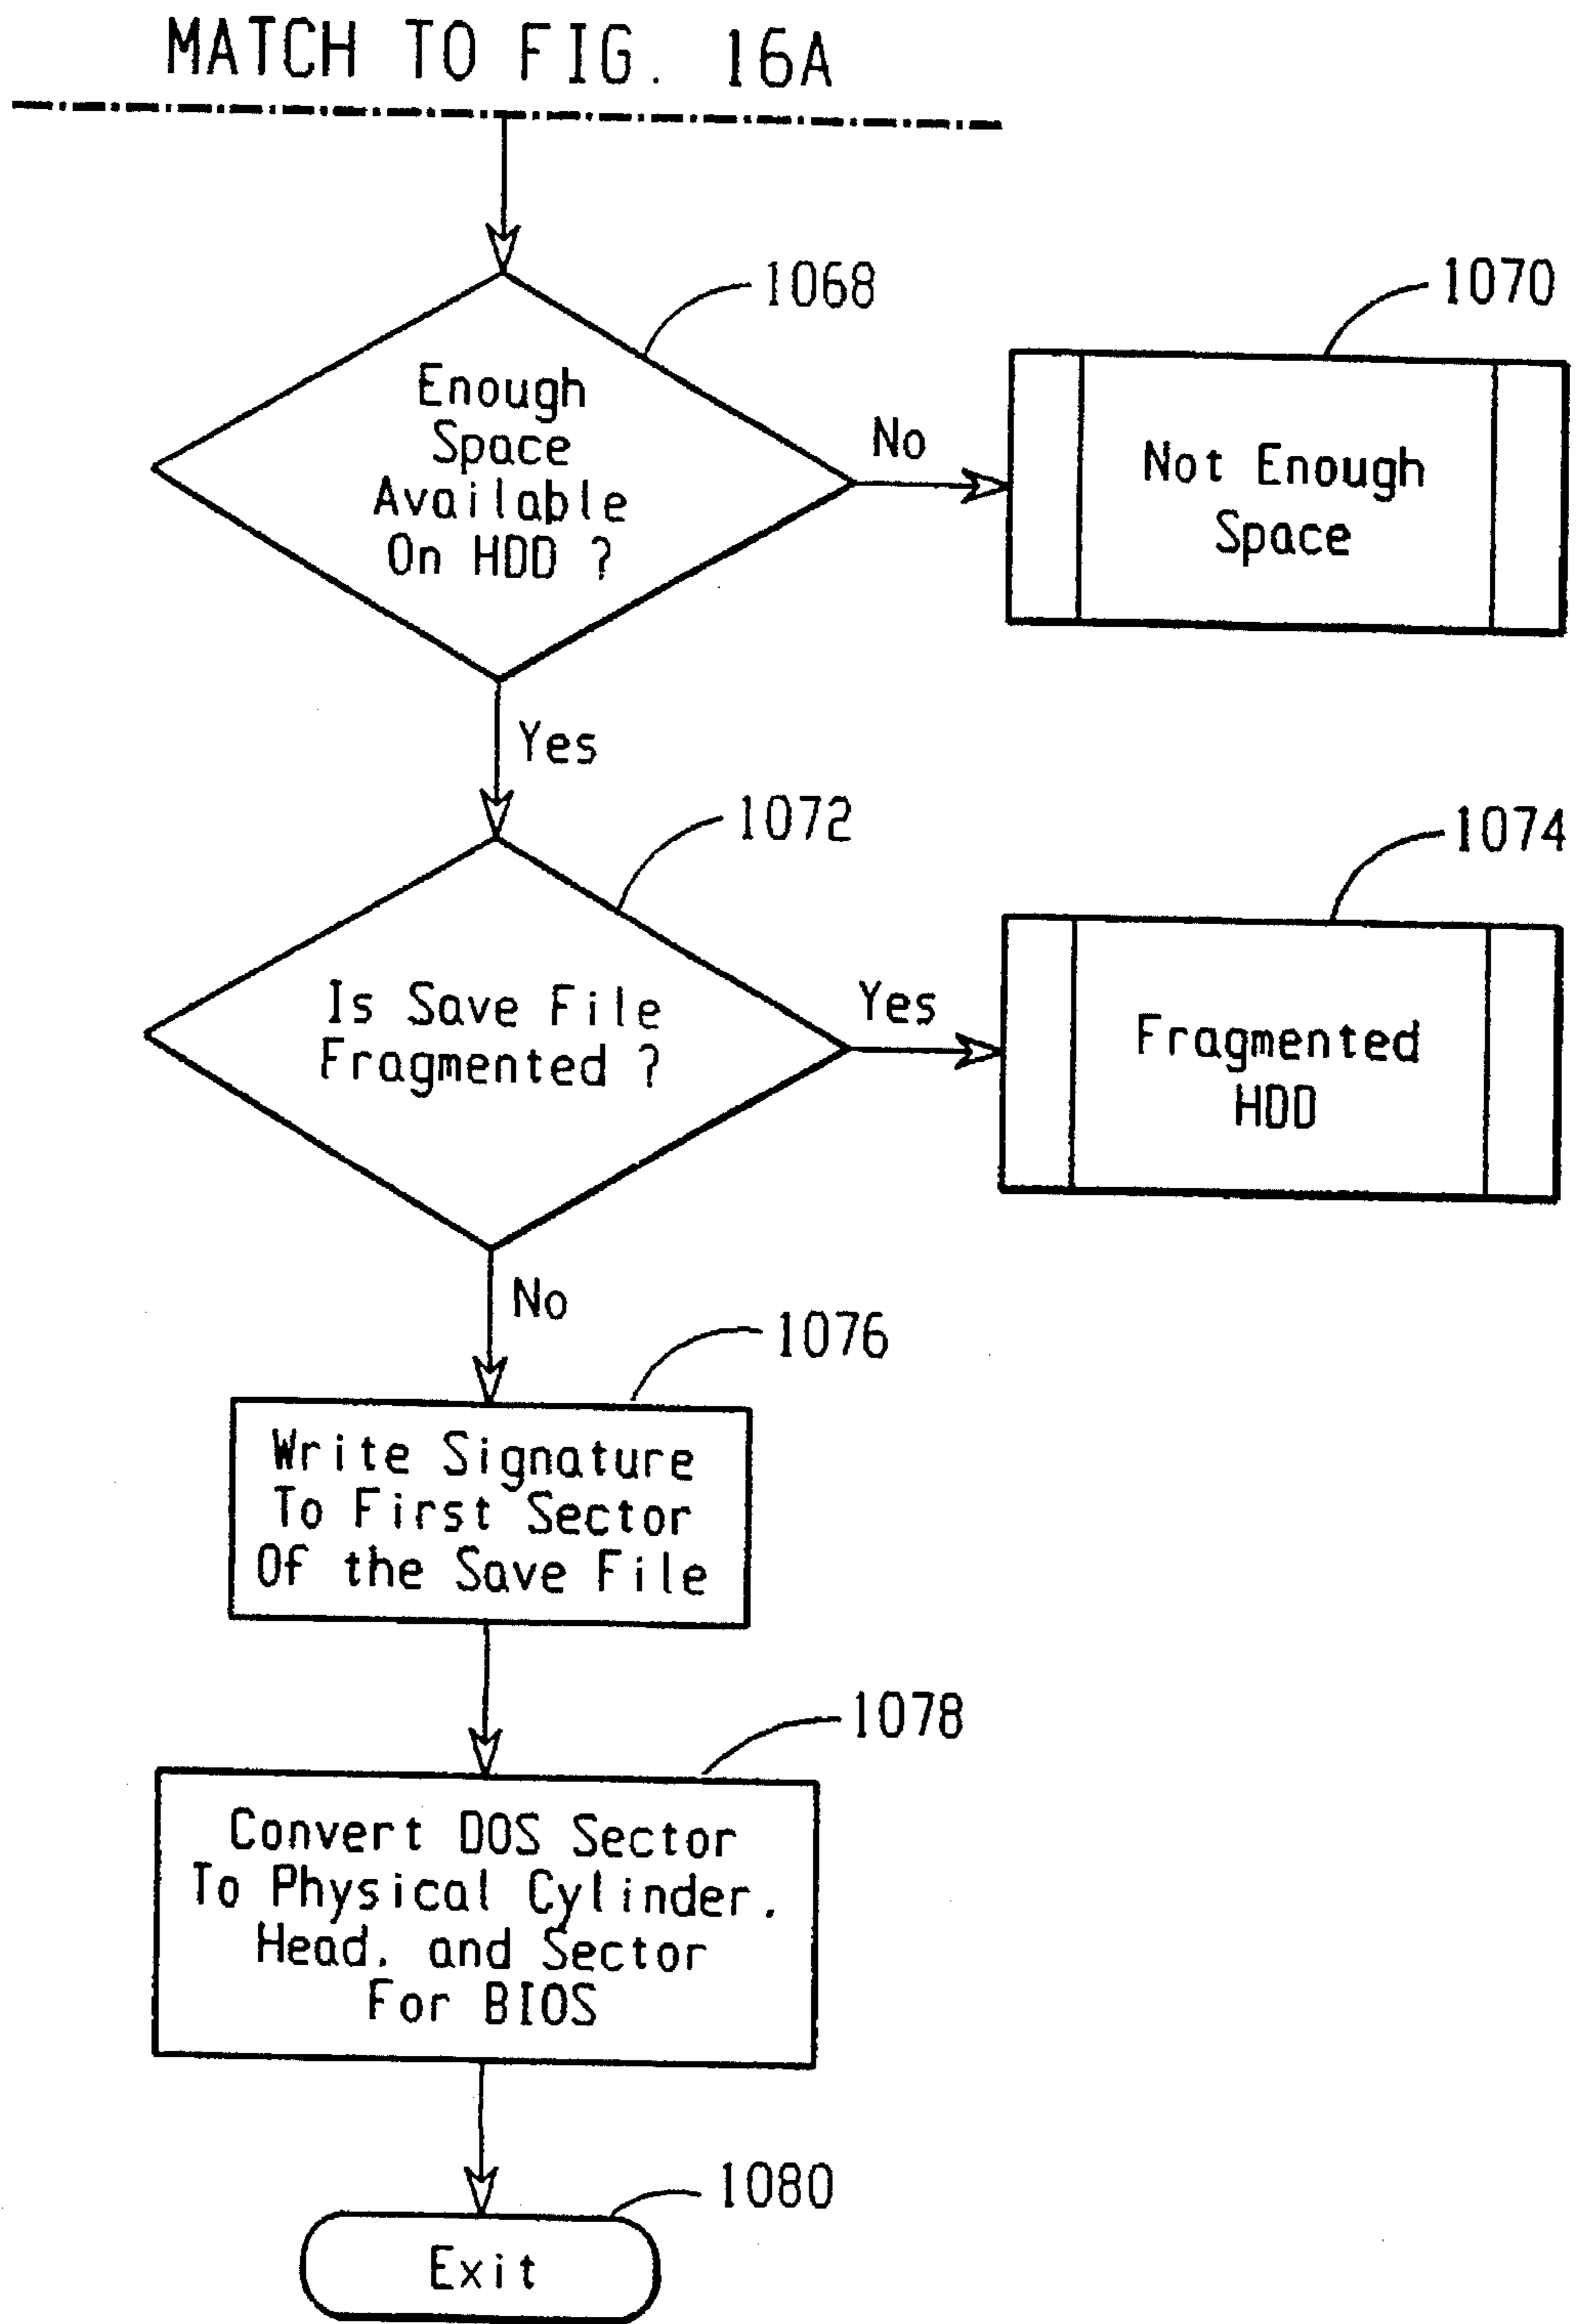 MATCH TO FIG. 16A
1068
1070
Enough
Space
Available
On HDD ?
No
Not Enough
Space
Yes
1072
1074
Is Save File
Fragmented ?
Yes
Fragmented
HDD
No
1076
Write Signature
To First Sector
Of the Save File
1078
Convert DOS Sector
To Physical Cylinder,
Head, and Sector
For BIOS
1080
Exit